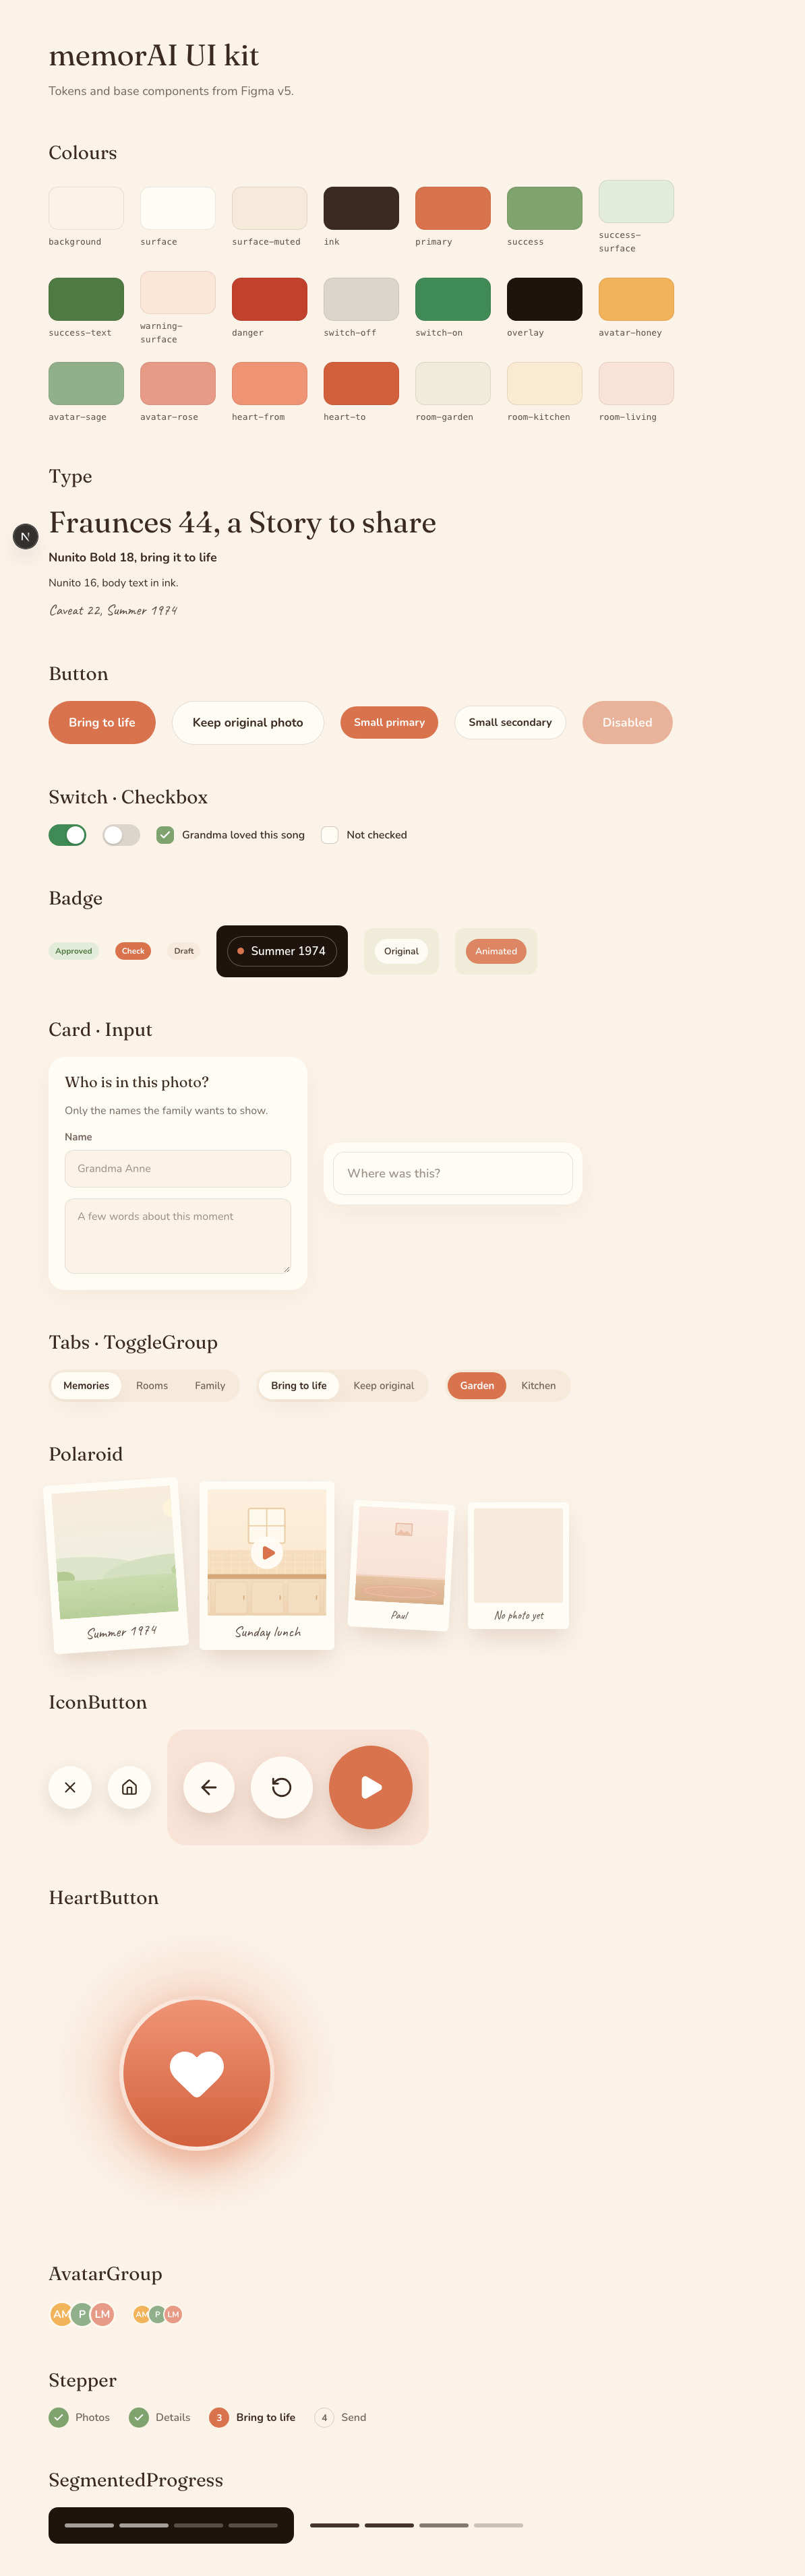 memorAI UI kit
Tokens and base components from Figma v5.
Colours
background
surface
surface-muted
ink
primary
success
success-
surface
success-text
warning-
surface
danger
switch-off
switch-on
overlay
avatar-honey
avatar-sage
avatar-rose
heart-from
heart-to
room-garden
room-kitchen
room-living
Type
Fraunces 44, a Story to share
N
Nunito Bold 18, bring it to life
Nunito 16, body text in ink.
Caveat 22, Summer 1974
Button
Bring to life
Keep original photo
Small primary
Small secondary
Disabled
Switch · Checkbox
Grandma loved this song
Not checked
Badge
Approved
Check
Draft
Summer 1974
Original
Animated
Card · Input
Who is in this photo?
Only the names the family wants to show.
Name
Grandma Anne
A few words about this moment
Where was this?
Tabs · ToggleGroup
Memories
Rooms
Family
Bring to life
Keep original
Garden
Kitchen
Polaroid
Summer 1974
Sunday lunch
Paul
No photo yet
IconButton
HeartButton
AvatarGroup
AM
P
LM
AM
P
LM
Stepper
Photos
Details
3
Bring to life
4
Send
SegmentedProgress